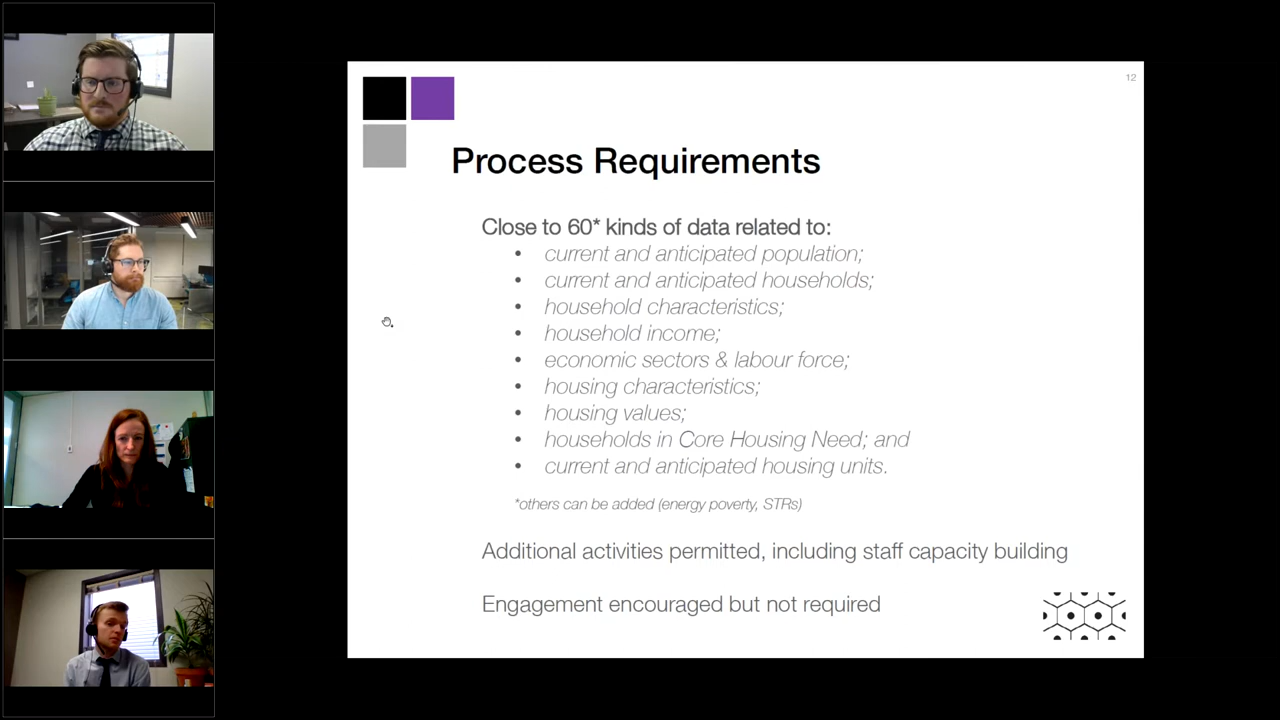 12
Process Requirements
Close to 60* kinds of data related to:
• current and anticipated population;
• current and anticipated households;
• household characteristics;
• household income;
• economic sectors & labour force;
• housing characteristics;
• housing values;
• households in Core Housing Need; and
• current and anticipated housing units.
*others can be added (energy poverty, STRs)
Additional activities permitted, including staff capacity building
Engagement encouraged but not required